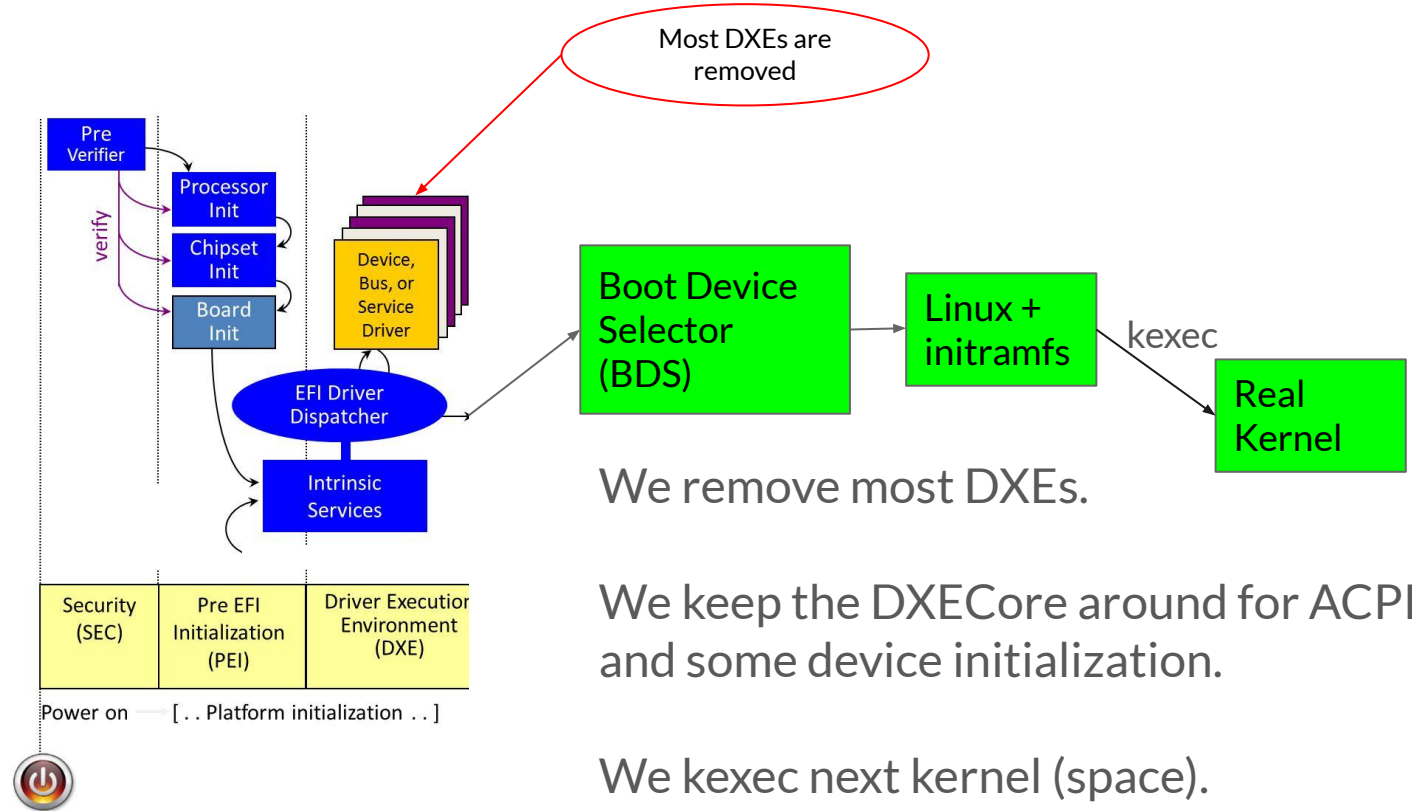 Most DXEs are
removed
Pre
Verifier
verify
Processor
Init
Chipset
Init
Board
Init
Device,
Bus, or
Service
Driver
EFI Driver
Dispatcher
Intrinsic
Services
Boot Device
Selector
(BDS)
Linux +
initramfs
kexec
Real
Kernel
We remove most DXEs.
We keep the DXECore around for ACPI
and some device initialization.
We kexec next kernel (space).
Security
(SEC)
Pre EFI
Initialization
(PEI)
Driver Execution
Environment
(DXE)
Power on [ . . Platform initialization . . ]